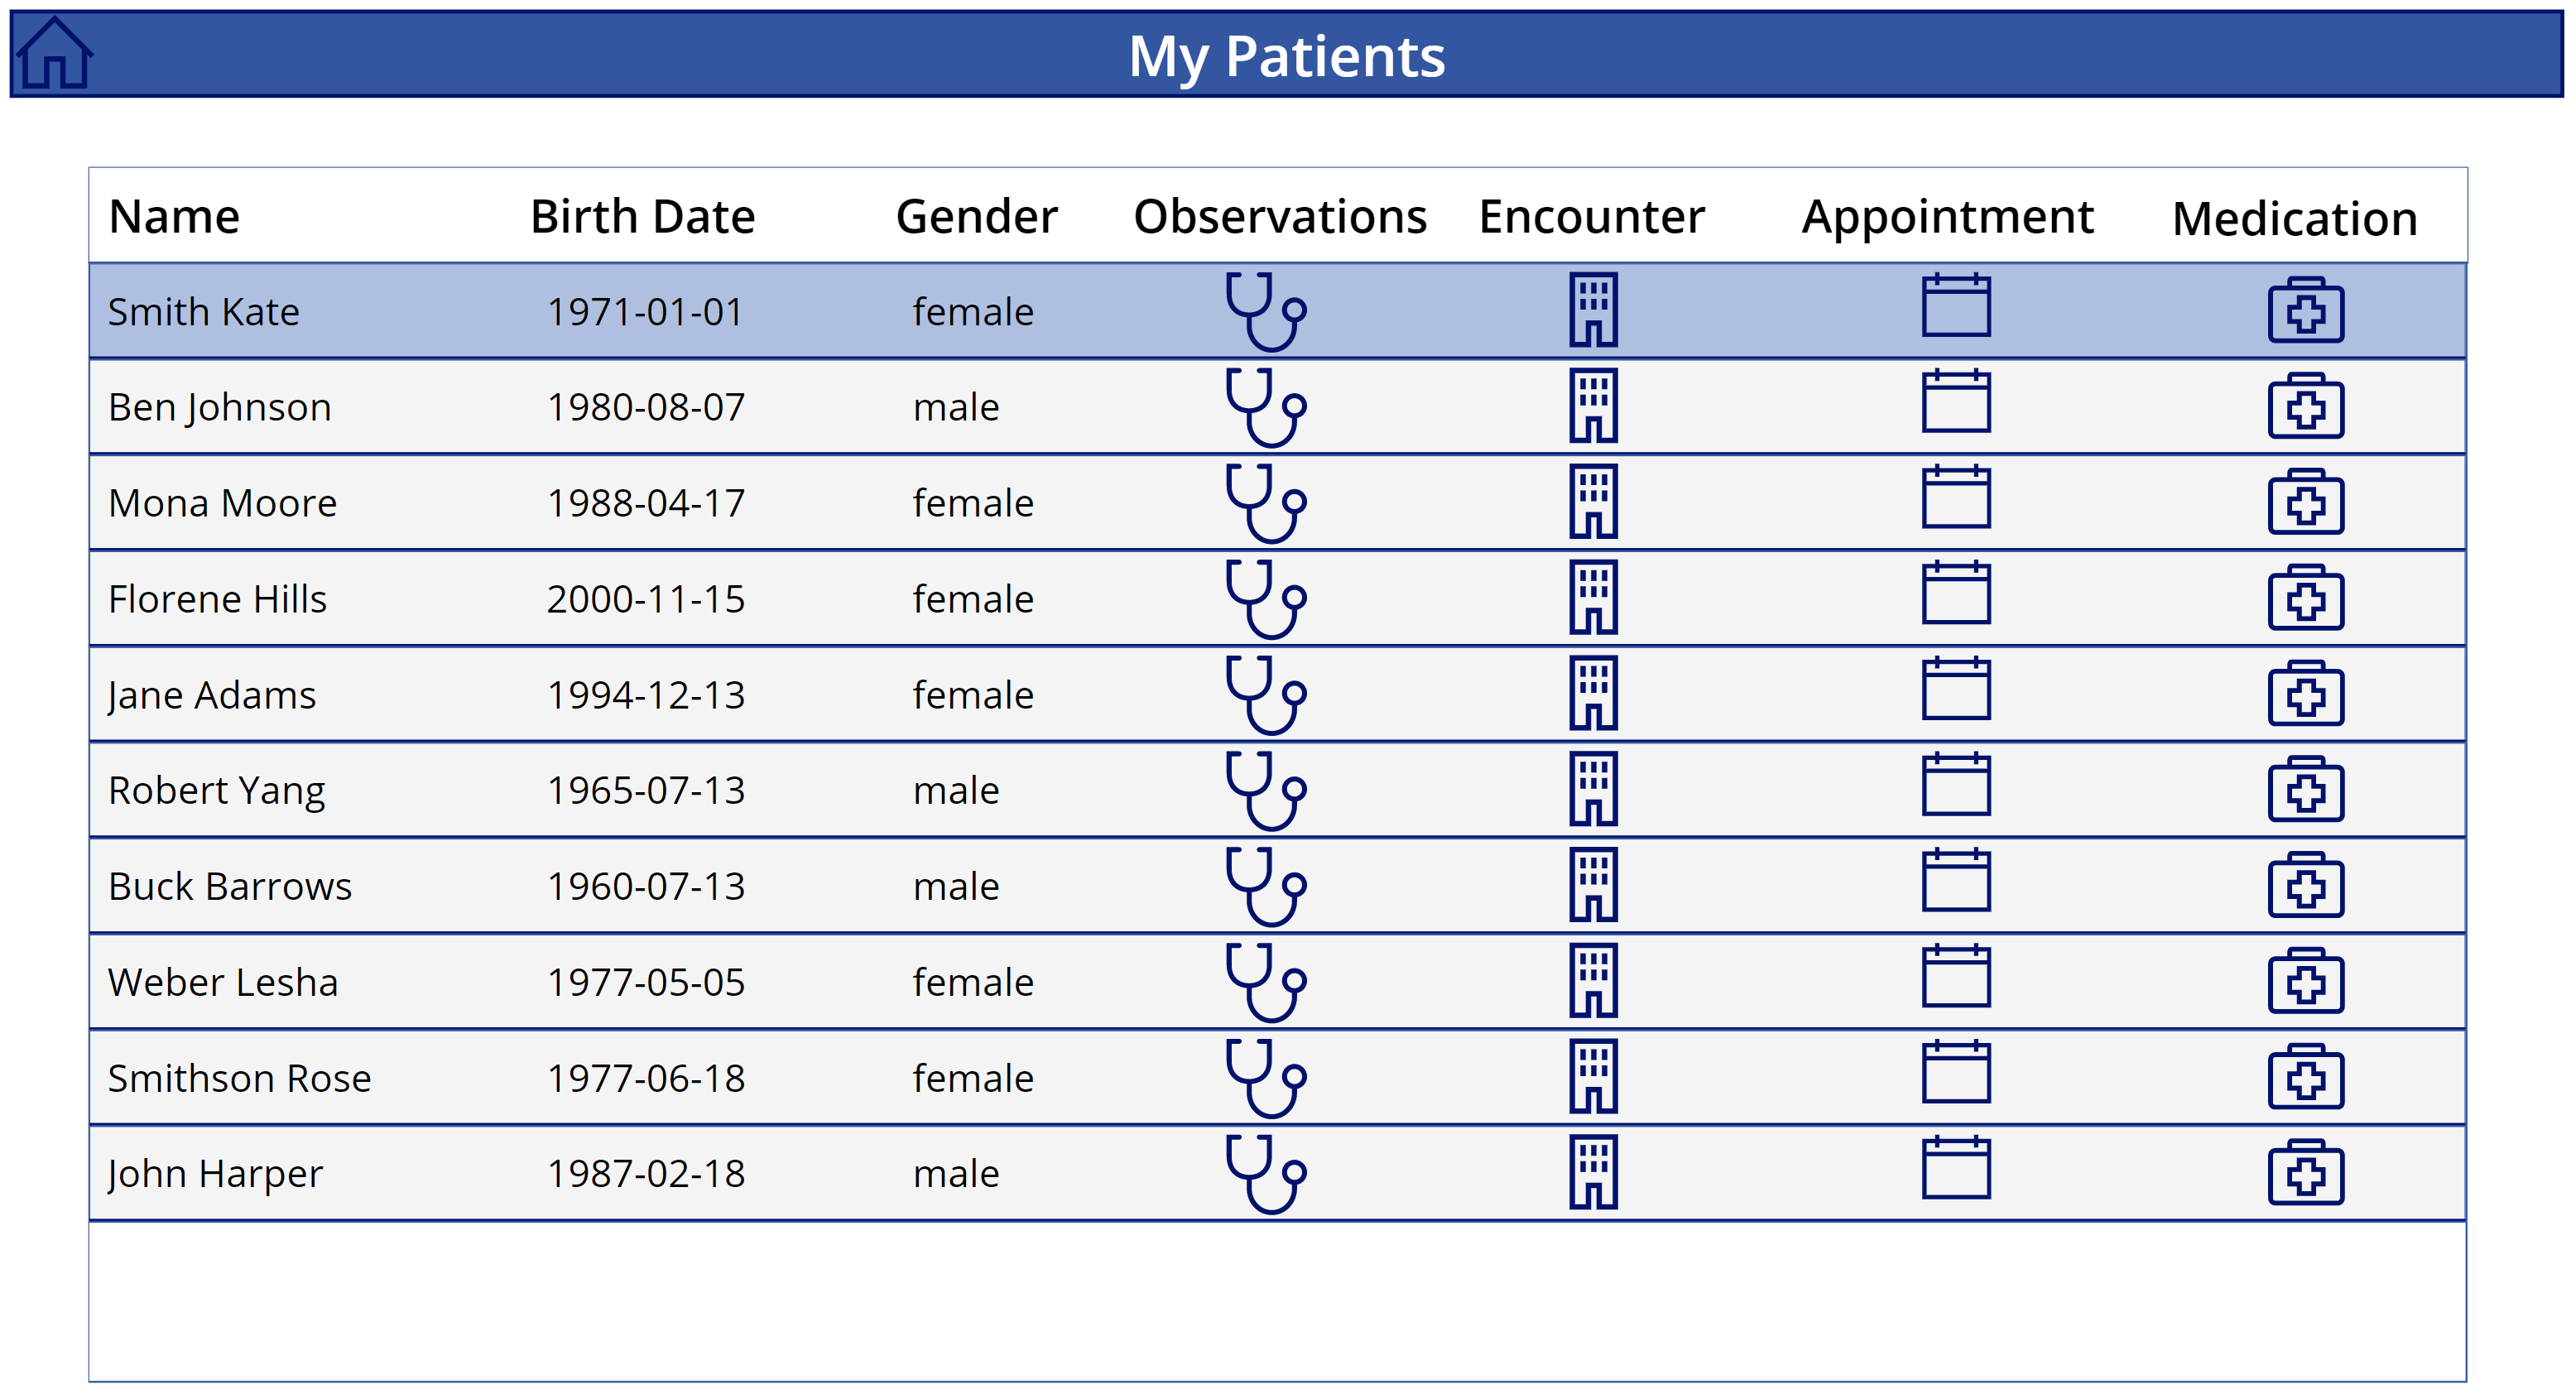 My Patients
Name Birth Date Gender Observations Encounter Appointment Medication
Smith Kate 1971-01-01 female
Ben Johnson 1980-08-07 male
Mona Moore 1988-04-17 female
Florene Hills 2000-11-15 female
Jane Adams 1994-12-13 female
Robert Yang 1965-07-13 male
Buck Barrows 1960-07-13 male
Weber Lesha 1977-05-05 female
Smithson Rose 1977-06-18 female
John Harper 1987-02-18 male